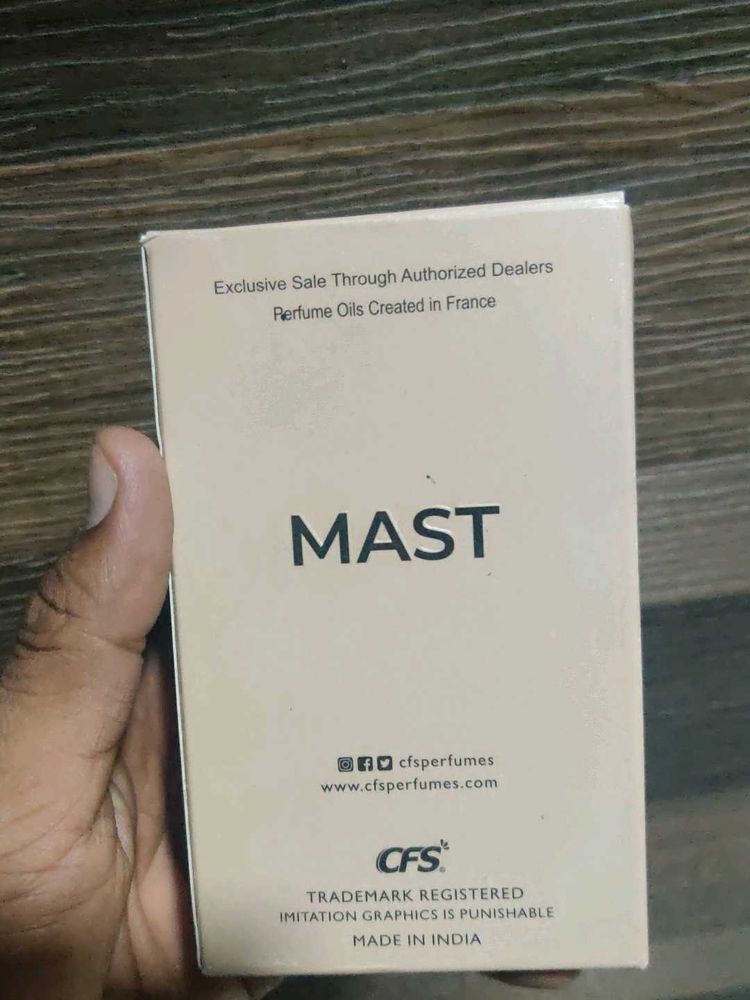 Exclusive Sale Through Authorized Dealers
Perfume Oils Created in France
MAST
cfsperfumes
www.cfsperfumes.com
CFS®
TRADEMARK REGISTERED
IMITATION GRAPHICS IS PUNISHABLE
MADE IN INDIA